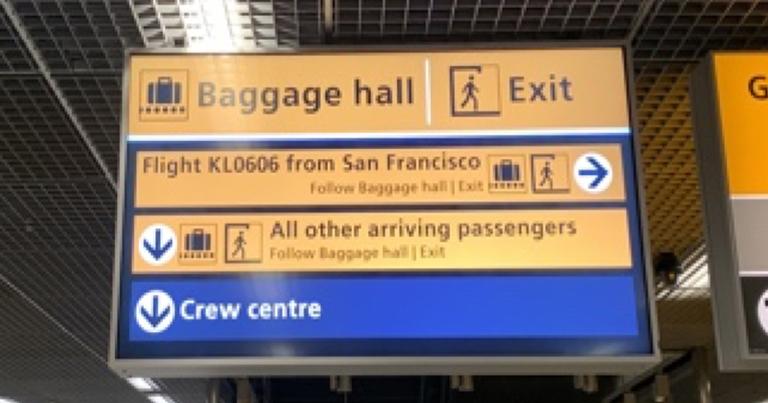 Baggage hall Exit
Flight KL0606 from San Francisco
Follow Baggage hall | Exit
All other arriving passengers
Follow Baggage hall | Exit
Crew centre
G